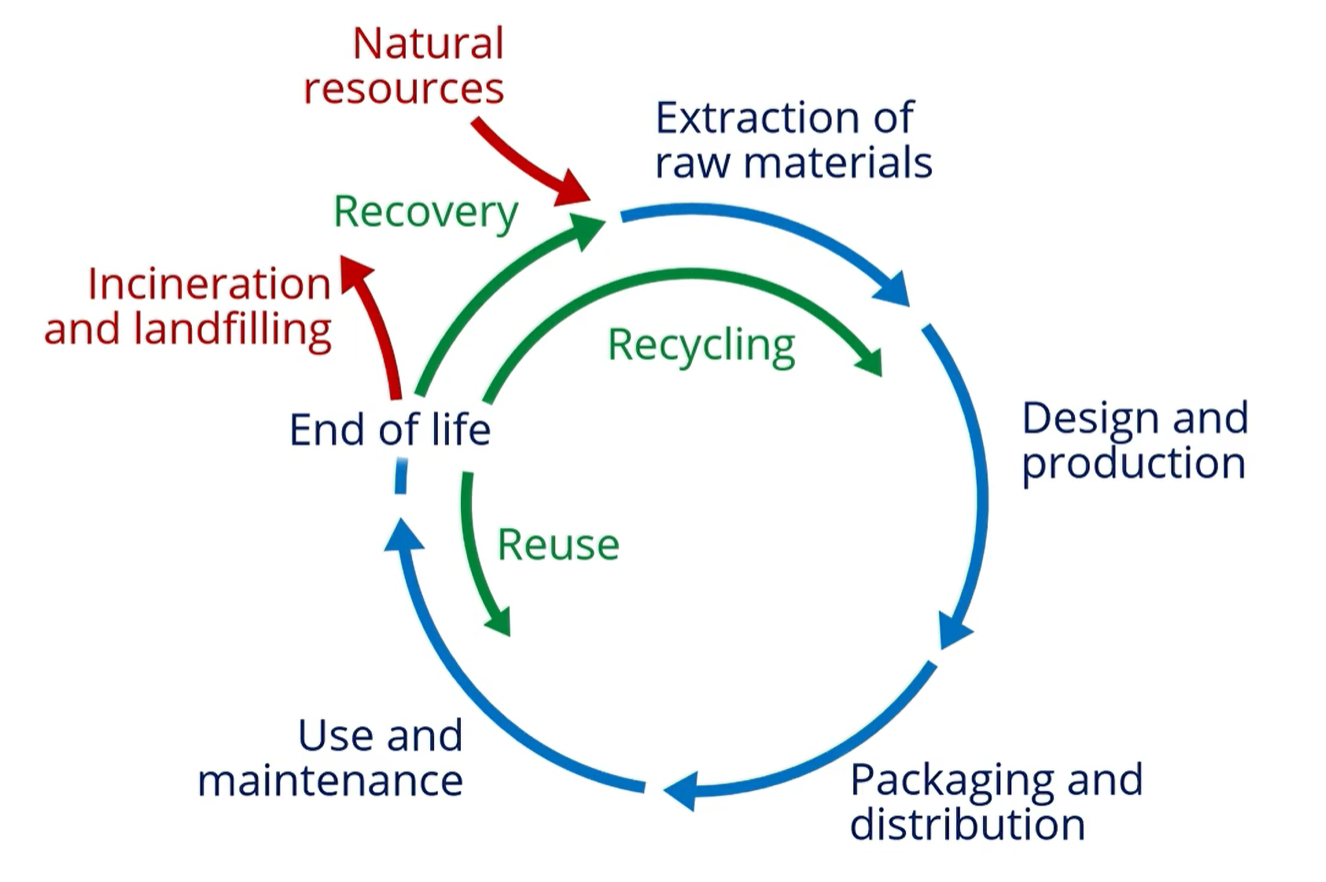 Natural
resources
Extraction of
raw materials
Recovery
Incineration
and landfilling
Recycling
End of life
Design and
production
Reuse
Use and
maintenance
Packaging and
distribution